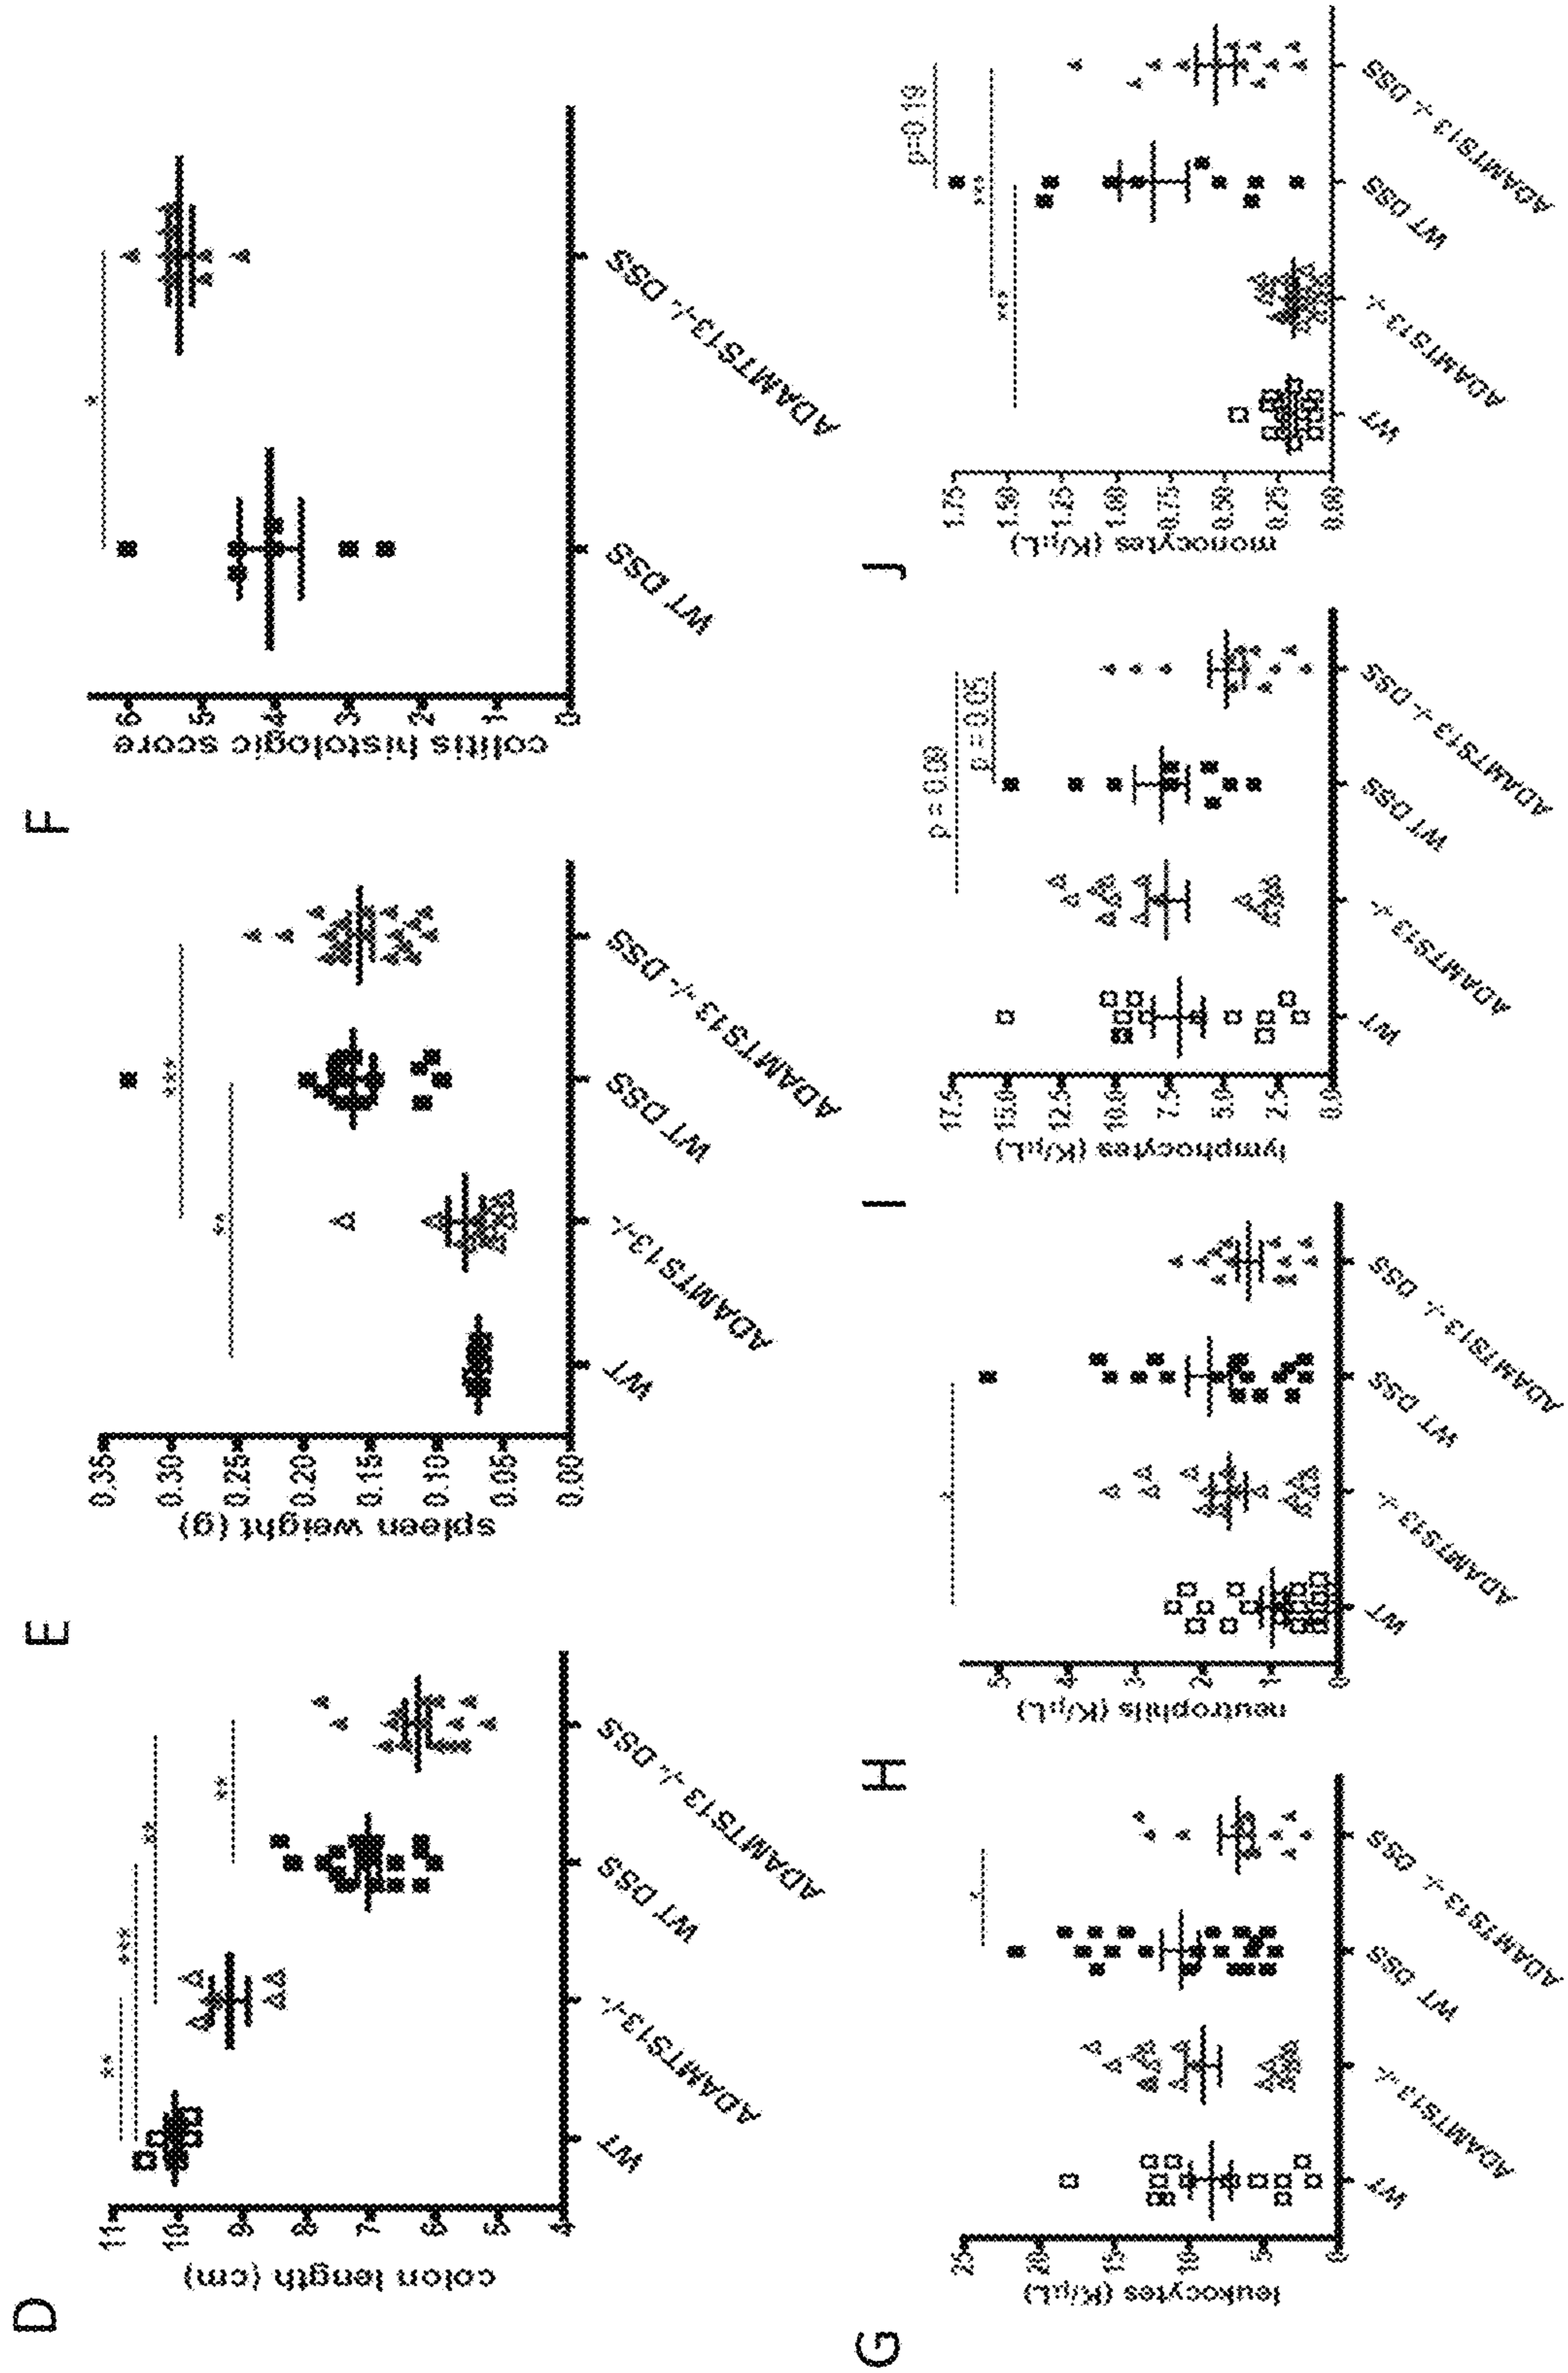 D
colon length (cm)
11
10
9
8
7
6
5
4
**
***
**
**
WT
ADAMTS13-/-
WT DSS
ADAMTS13-/- DSS
E
spleen weight (g)
0.35
0.30
0.25
0.20
0.15
0.10
0.05
0.00
**
***
WT
ADAMTS13-/-
WT DSS
ADAMTS13-/- DSS
F
colitis histologic score
6
5
4
3
2
1
0
*
WT DSS
ADAMTS13-/- DSS
G
leukocytes (K/μL)
25
20
15
10
5
0
*
WT
ADAMTS13-/-
WT DSS
ADAMTS13-/- DSS
H
neutrophils (K/μL)
5
4
3
2
1
0
*
WT
ADAMTS13-/-
WT DSS
ADAMTS13-/- DSS
I
lymphocytes (K/μL)
17.5
15.0
12.5
10.0
7.5
5.0
2.5
0.0
p = 0.09
p = 0.05
WT
ADAMTS13-/-
WT DSS
ADAMTS13-/- DSS
J
monocytes (K/μL)
1.75
1.50
1.25
1.00
0.75
0.50
0.25
0.00
p=0.19
***
***
WT
ADAMTS13-/-
WT DSS
ADAMTS13-/- DSS